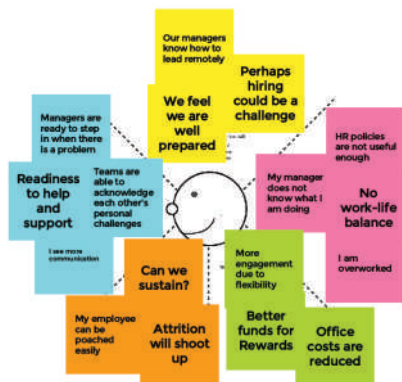 Our managers
know how to
lead remotely
Perhaps
hiring
could be a
challenge
We feel
we are
well
prepared
Managers are
ready to step
in when there
is a problem
Readiness
to help
and
support
Teams are
able to
acknowledge
each other's
personal
challenges
I see more
communication
HR policies
are not useful
enough
My manager
does not
know what I
am doing
No
work-life
balance
I am
overworked
Can we
sustain?
My employee
can be
poached
easily
Attrition
will shoot
up
More
engagement
due to
flexibility
Better
funds for
Rewards
Office
costs are
reduced